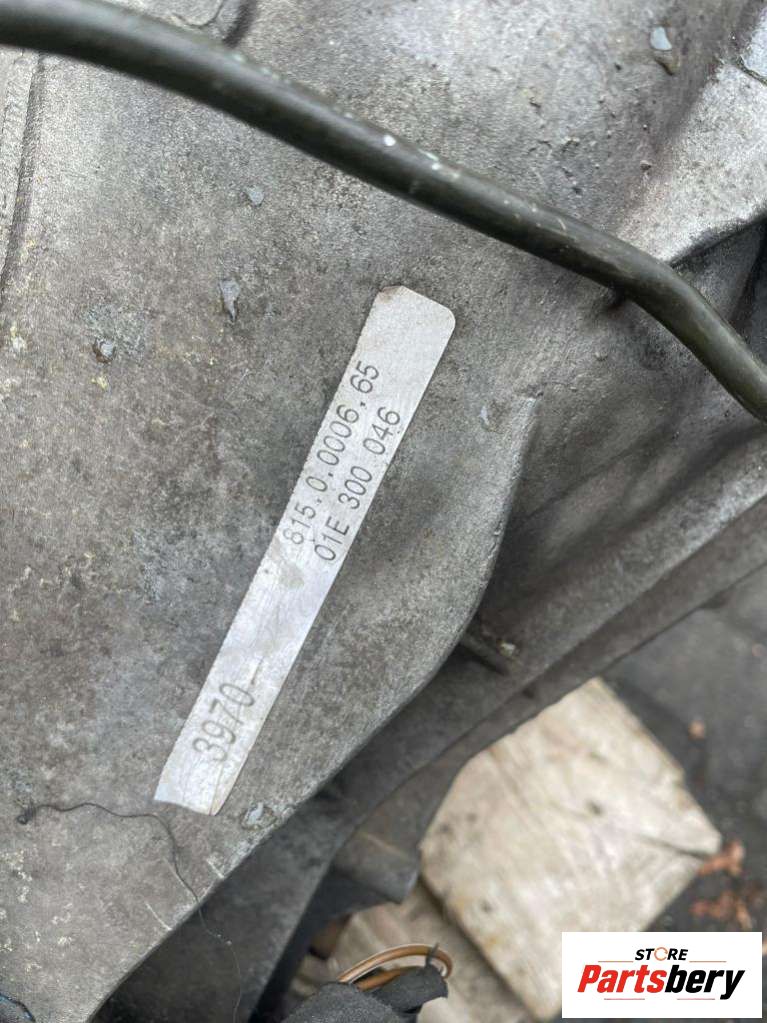 815.0.0006,65
01E 300 046
3970-
STORE
Partsbery